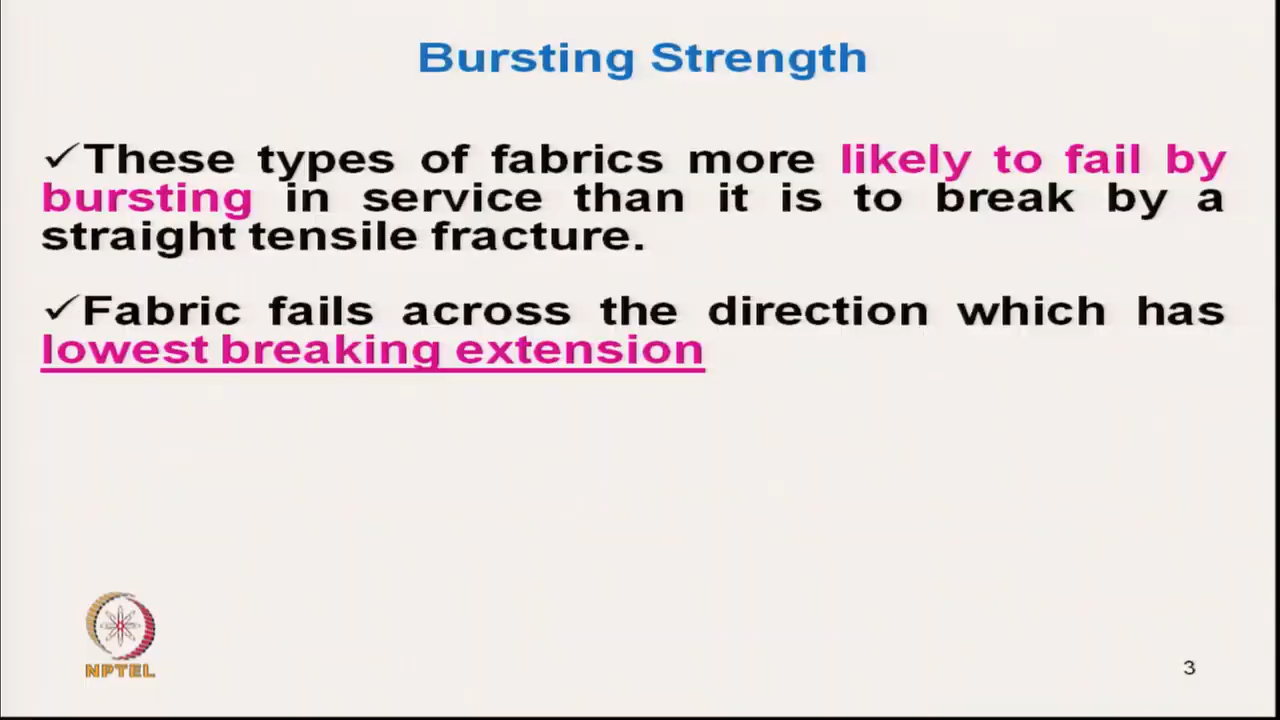 Bursting Strength
✓These types of fabrics more likely to fail by
bursting in service than it is to break by a
straight tensile fracture.
✓Fabric fails across the direction which has
lowest breaking extension
NPTEL
3